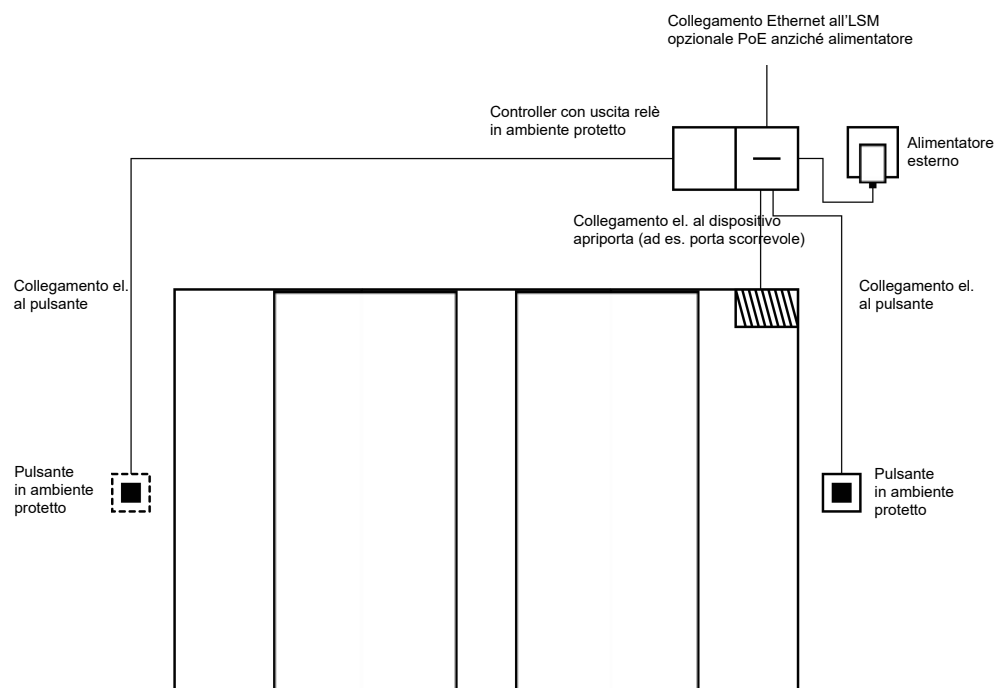 Collegamento Ethernet all'LSM
opzionale PoE anziché alimentatore
Controller con uscita relè
in ambiente protetto
Alimentatore
esterno
Collegamento el. al dispositivo
apriporta (ad es. porta scorrevole)
Collegamento el.
al pulsante
Collegamento el.
al pulsante
Pulsante
in ambiente
protetto
Pulsante
in ambiente
protetto